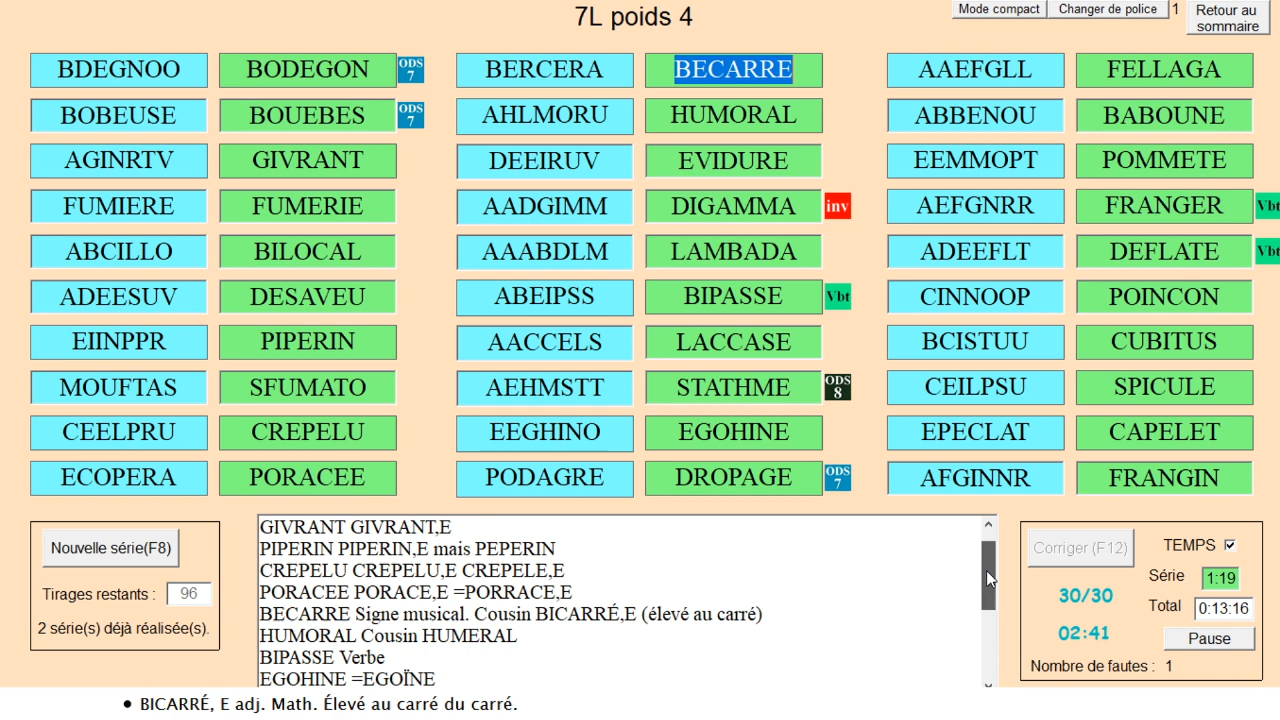 7L poids 4
Mode compact Changer de police 1 Retour au sommaire
BDEGNOO BODEGON ODS 7 BERCERA BECARRE AAEFGLL FELLAGA
BOBEUSE BOUEBES ODS 7 AHLMORU HUMORAL ABBENOU BABOUNE
AGINRTV GIVRANT DEEIRUV EVIDURE EEMMOPT POMMETE
FUMIERE FUMERIE AADGIMM DIGAMMA inv AEFGNRR FRANGER Vbt
ABCILLO BILOCAL AAABDLM LAMBADA ADEEFLT DEFLATE Vbt
ADEESUV DESAVEU ABEIPSS BIPASSE Vbt CINNOOP POINCON
EIINPPR PIPERIN AACCELS LACCASE BCISTUU CUBITUS
MOUFTAS SFUMATO AEHMSTT STATHME ODS 8 CEILPSU SPICULE
CEELPRU CREPELU EEGHINO EGOHINE EPECLAT CAPELET
ECOPERA PORACEE PODAGRE DROPAGE ODS 7 AFGINNR FRANGIN
Nouvelle série(F8)
Tirages restants : 96
2 série(s) déjà réalisée(s).
GIVRANT GIVRANT,E
PIPERIN PIPERIN,E mais PEPERIN
CREPELU CREPELU,E CREPELE,E
PORACEE PORACE,E =PORRACE,E
BECARRE Signe musical. Cousin BICARRÉ,E (élevé au carré)
HUMORAL Cousin HUMERAL
BIPASSE Verbe
EGOHINE =EGOÏNE
Corriger (F12) TEMPS
Série 1:19
30/30 Total 0:13:16
02:41 Pause
Nombre de fautes : 1
• BICARRÉ, E adj. Math. Élevé au carré du carré.